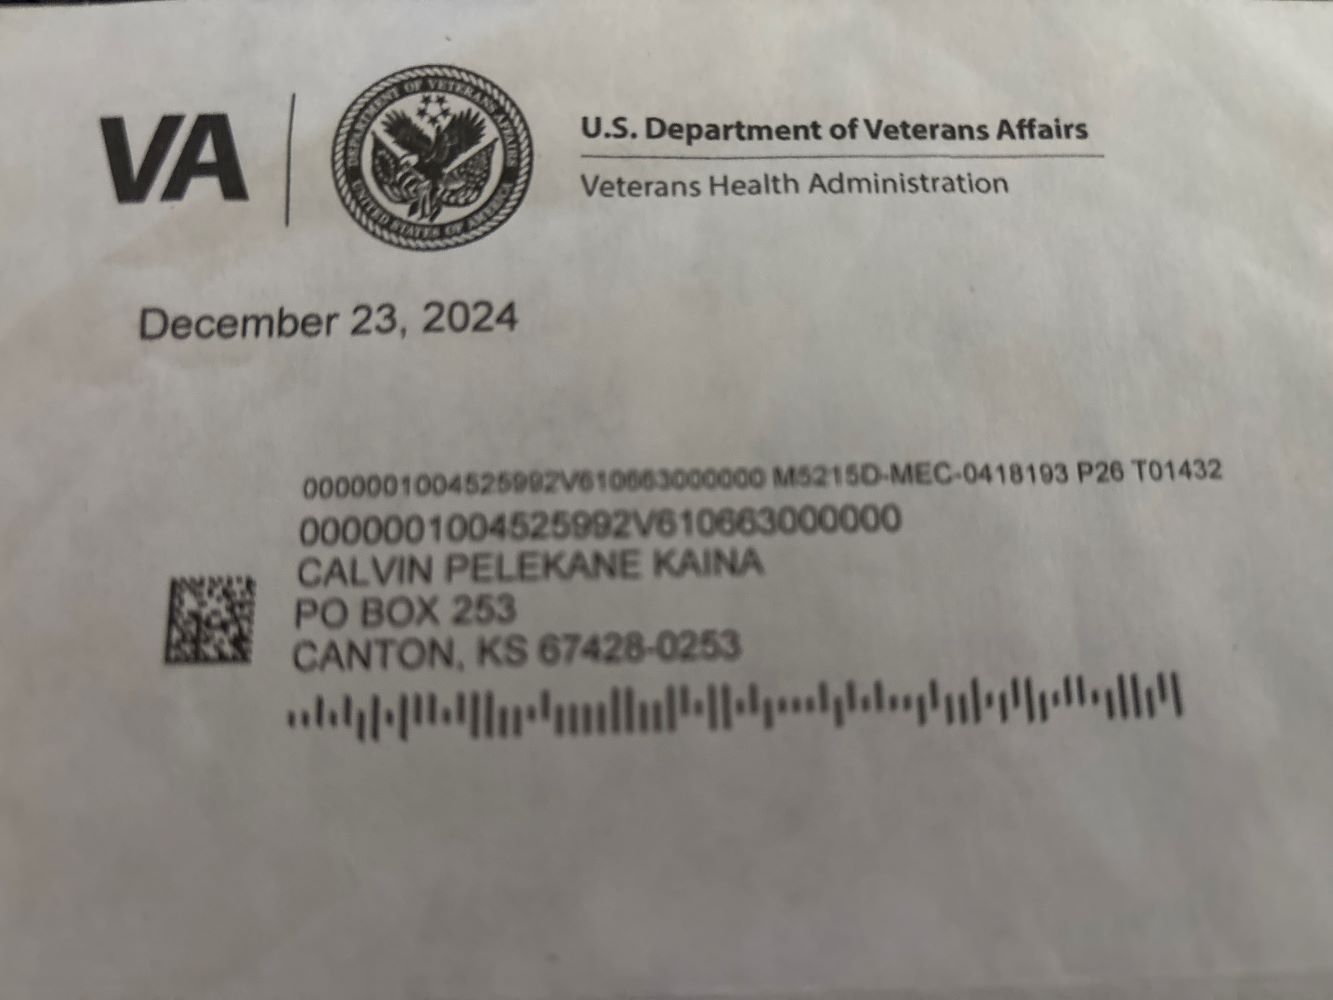 VA
DEPARTMENT OF VETERANS AFFAIRS
UNITED STATES OF AMERICA
U.S. Department of Veterans Affairs
Veterans Health Administration
December 23, 2024
0000001004525992V610663000000 M5215D-MEC-0418193 P26 T01432
0000001004525992V610663000000
CALVIN PELEKANE KAINA
PO BOX 253
CANTON, KS 67428-0253